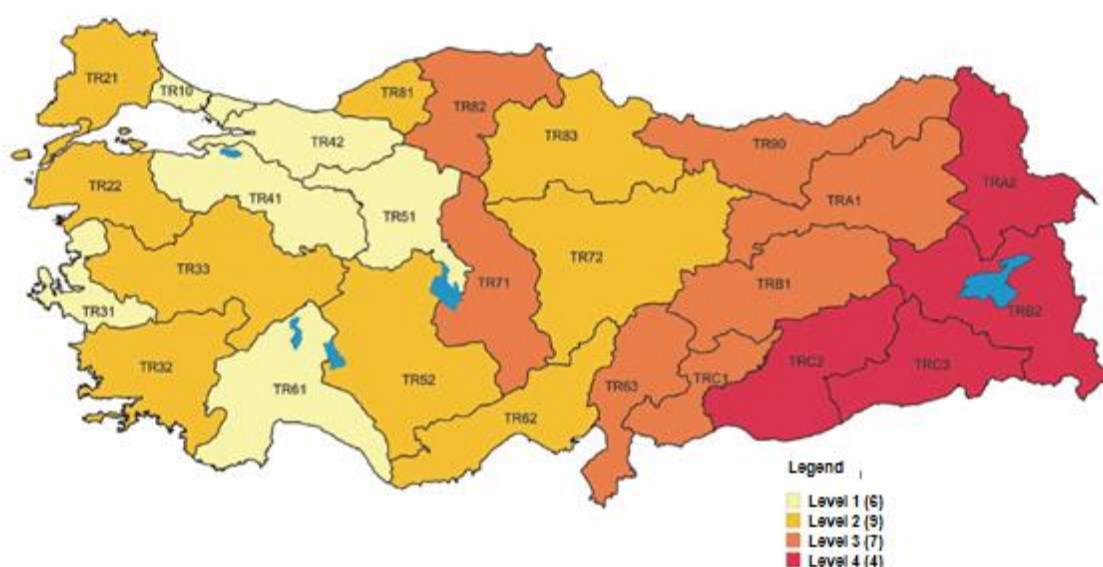 TR21
TR10
TR81
TR82
TR42
TR83
TR90
TRA2
TR22
TR41
TR51
TRA1
TR33
TR72
S
TR71
TRB1
TR31
TRB2
TR32
TR52
TRC2
TRC3
TR61
TR63
TRC1
TR62
Legend
Level 1 (6)
Level 2 (9)
Level 3 (7)
Level 4 (4)